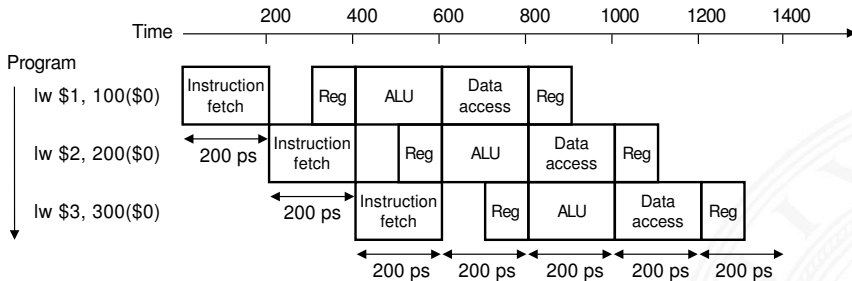 200 400 600 800 1000 1200 1400
Time
Program
lw $1, 100($0) Instruction fetch Reg ALU Data access Reg
200 ps
lw $2, 200($0) Instruction fetch Reg ALU Data access Reg
200 ps
lw $3, 300($0) Instruction fetch Reg ALU Data access Reg
200 ps 200 ps 200 ps 200 ps 200 ps